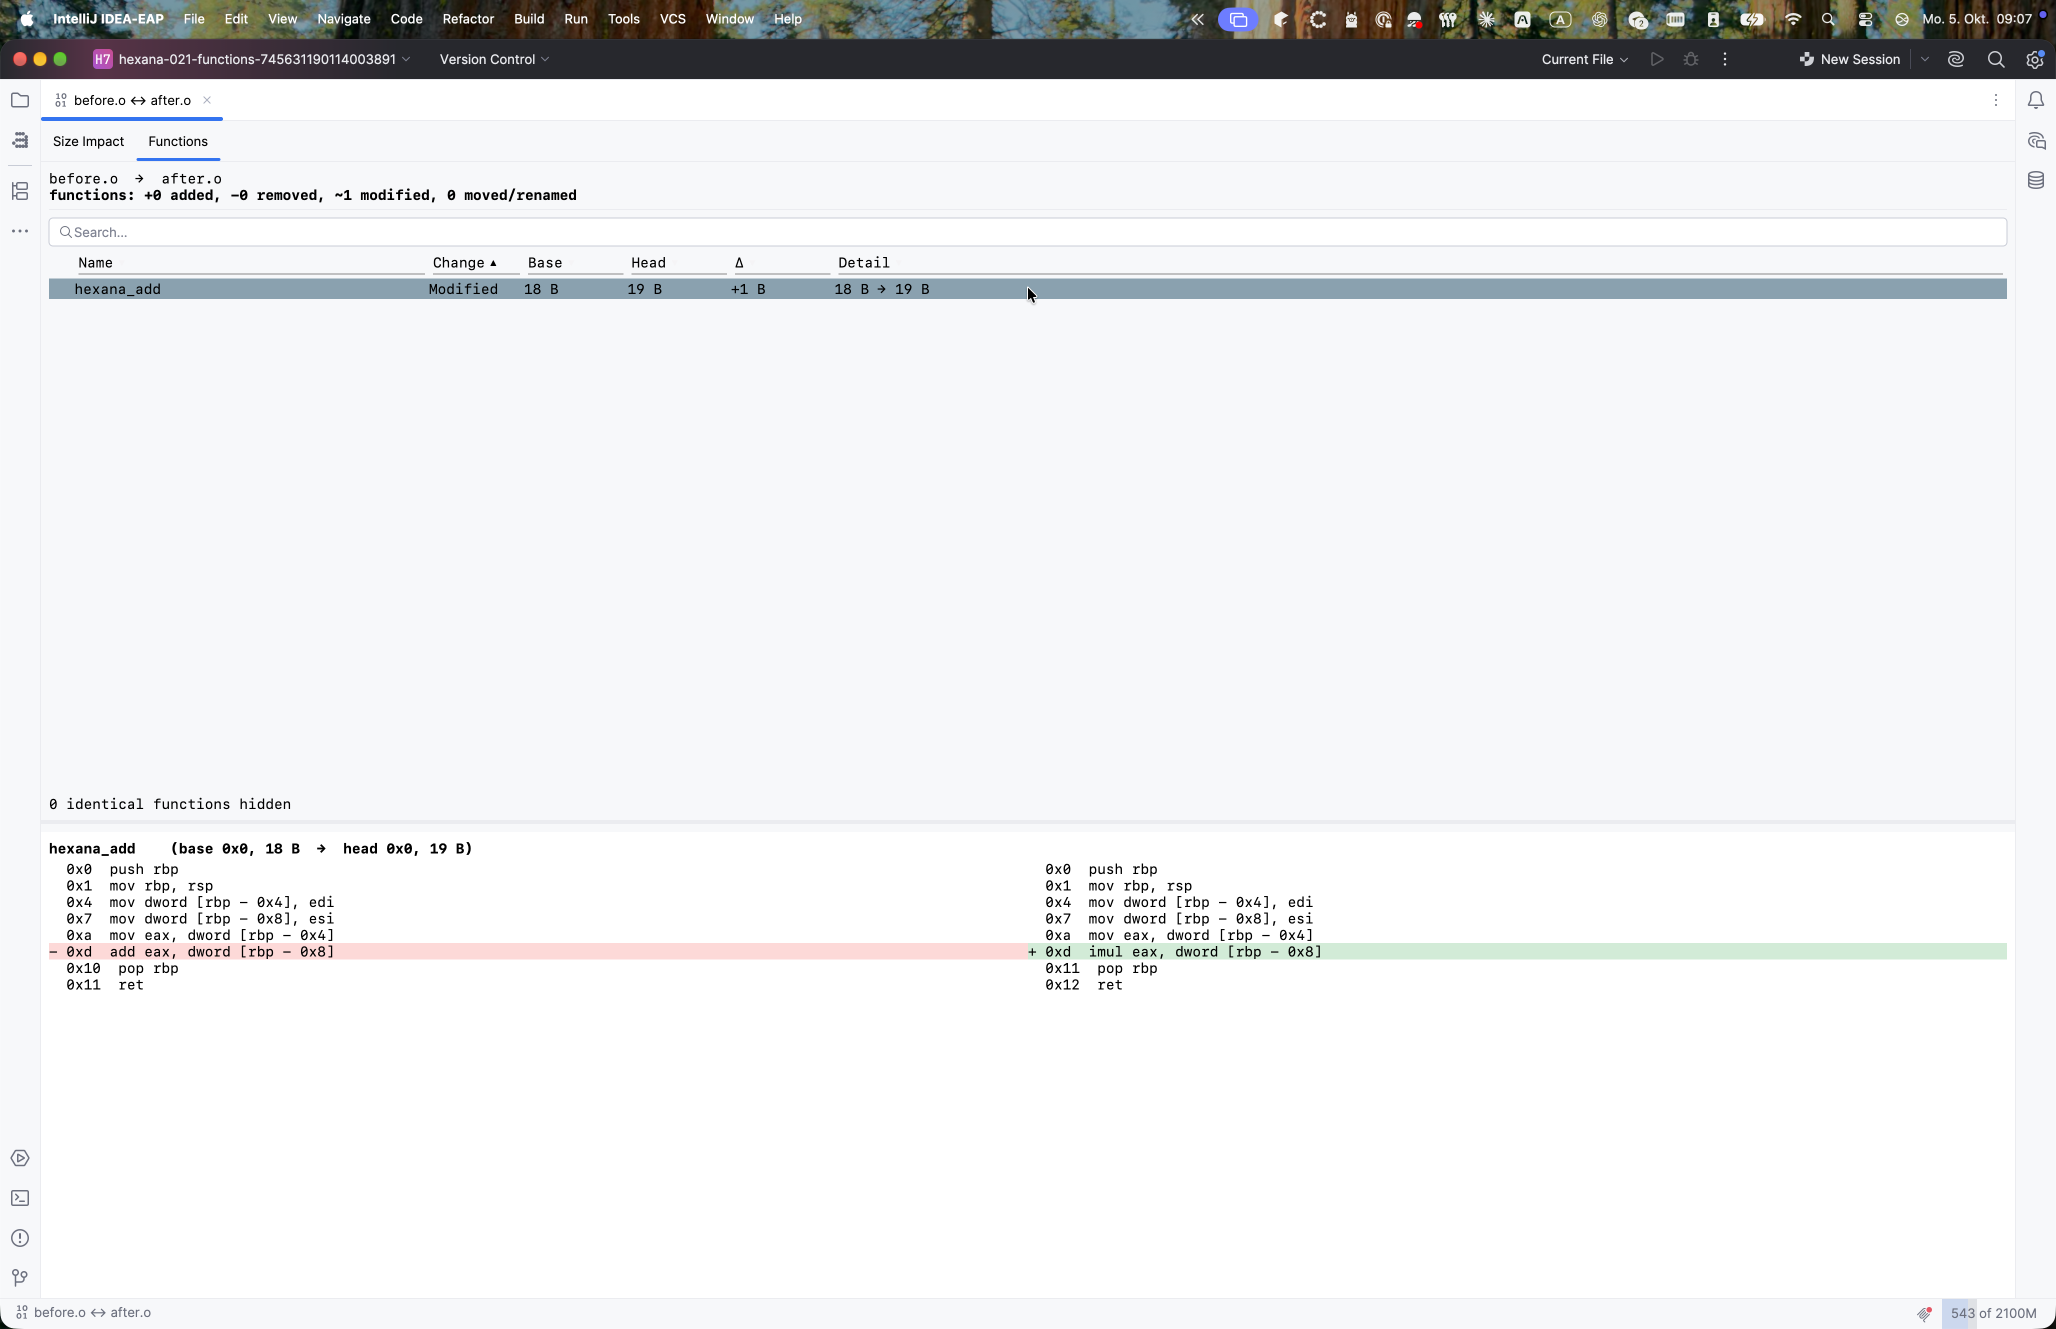 IntelliJ IDEA-EAP File Edit View Navigate Code Refactor Build Run Tools VCS Window Help Mo. 5. Okt. 09:07
H7 hexana-021-functions-745631190114003891 Version Control Current File New Session
before.o ↔ after.o
Size Impact Functions
before.o → after.o
functions: +0 added, −0 removed, ~1 modified, 0 moved/renamed
Search...
Name Change ▲ Base Head Δ Detail
hexana_add Modified 18 B 19 B +1 B 18 B → 19 B
0 identical functions hidden
hexana_add (base 0x0, 18 B → head 0x0, 19 B)
0x0 push rbp 0x0 push rbp
0x1 mov rbp, rsp 0x1 mov rbp, rsp
0x4 mov dword [rbp − 0x4], edi 0x4 mov dword [rbp − 0x4], edi
0x7 mov dword [rbp − 0x8], esi 0x7 mov dword [rbp − 0x8], esi
0xa mov eax, dword [rbp − 0x4] 0xa mov eax, dword [rbp − 0x4]
− 0xd add eax, dword [rbp − 0x8] + 0xd imul eax, dword [rbp − 0x8]
0x10 pop rbp 0x11 pop rbp
0x11 ret 0x12 ret
before.o ↔ after.o 543 of 2100M